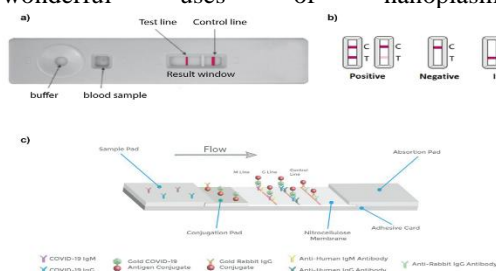 wonderful uses of
a)
Test line Control line
Result window
buffer
blood sample
b)
C C C
T T T
Positive Negative
c)
Flow
Sample Pad
Absortion Pad
M Line
G Line
Control Line
Conjugation Pad
Nitrocellulose Membrane
Adhesive Card
COVID-19 IgM
COVID-19 IgG
Gold COVID-19 Antigen Conjugate
Gold Rabbit IgG Conjugate
Anti-Human IgM Antibody
Anti-Human IgG Antibody
Anti-Rabbit IgG Antibody